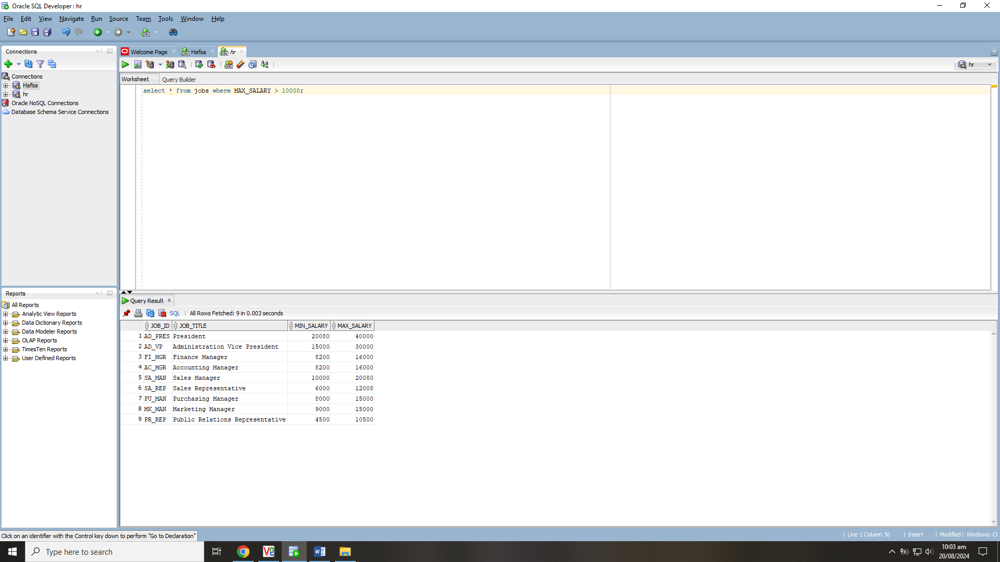 Oracle SQL Developer : hr
File Edit View Navigate Run Source Team Tools Window Help
Connections
Welcome Page
Hafsa
hr
hr
Connections
Hafsa
hr
Oracle NoSQL Connections
Database Schema Service Connections
Worksheet Query Builder
select * from jobs where MAX_SALARY > 10000;
Reports
All Reports
Analytic View Reports
Data Dictionary Reports
Data Modeler Reports
OLAP Reports
TimesTen Reports
User Defined Reports
Query Result
SQL | All Rows Fetched: 9 in 0.003 seconds
JOB_ID JOB_TITLE MIN_SALARY MAX_SALARY
1 AD_PRES President 20080 40000
2 AD_VP Administration Vice President 15000 30000
3 FI_MGR Finance Manager 8200 16000
4 AC_MGR Accounting Manager 8200 16000
5 SA_MAN Sales Manager 10000 20080
6 SA_REP Sales Representative 6000 12008
7 PU_MAN Purchasing Manager 8000 15000
8 MK_MAN Marketing Manager 9000 15000
9 PR_REP Public Relations Representative 4500 10500
Click on an identifier with the Control key down to perform "Go to Declaration"
| Line 1 Column 30 | Insert | Modified | Windows: CF
Type here to search
10:03 am
20/08/2024